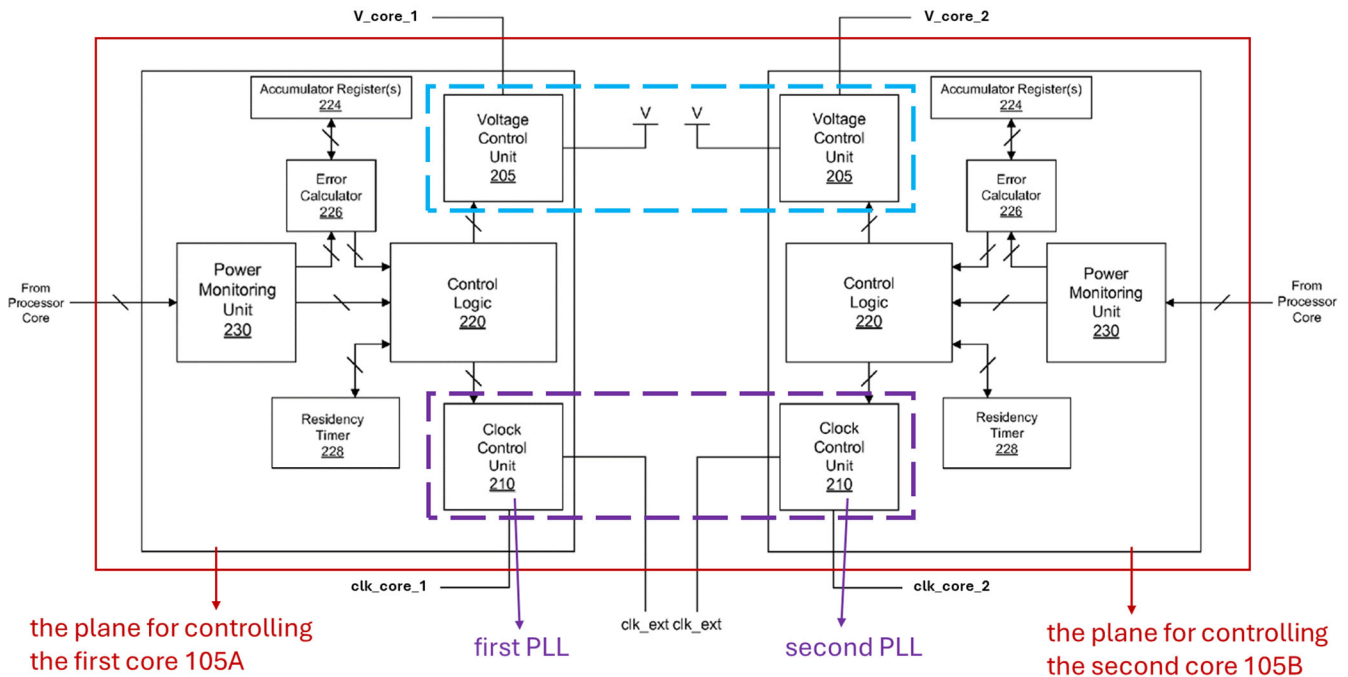 V_core_1
V_core_2
Accumulator Register(s)
224
Voltage
Control
Unit
205
V
V
Voltage
Control
Unit
205
Accumulator Register(s)
224
Error
Calculator
226
Error
Calculator
226
From
Processor
Core
Power
Monitoring
Unit
230
Control
Logic
220
Control
Logic
220
Power
Monitoring
Unit
230
From
Processor
Core
Residency
Timer
228
Clock
Control
Unit
210
Clock
Control
Unit
210
Residency
Timer
228
clk_core_1
clk_core_2
clk_ext
clk_ext
the plane for controlling
the first core 105A
first PLL
second PLL
the plane for controlling
the second core 105B